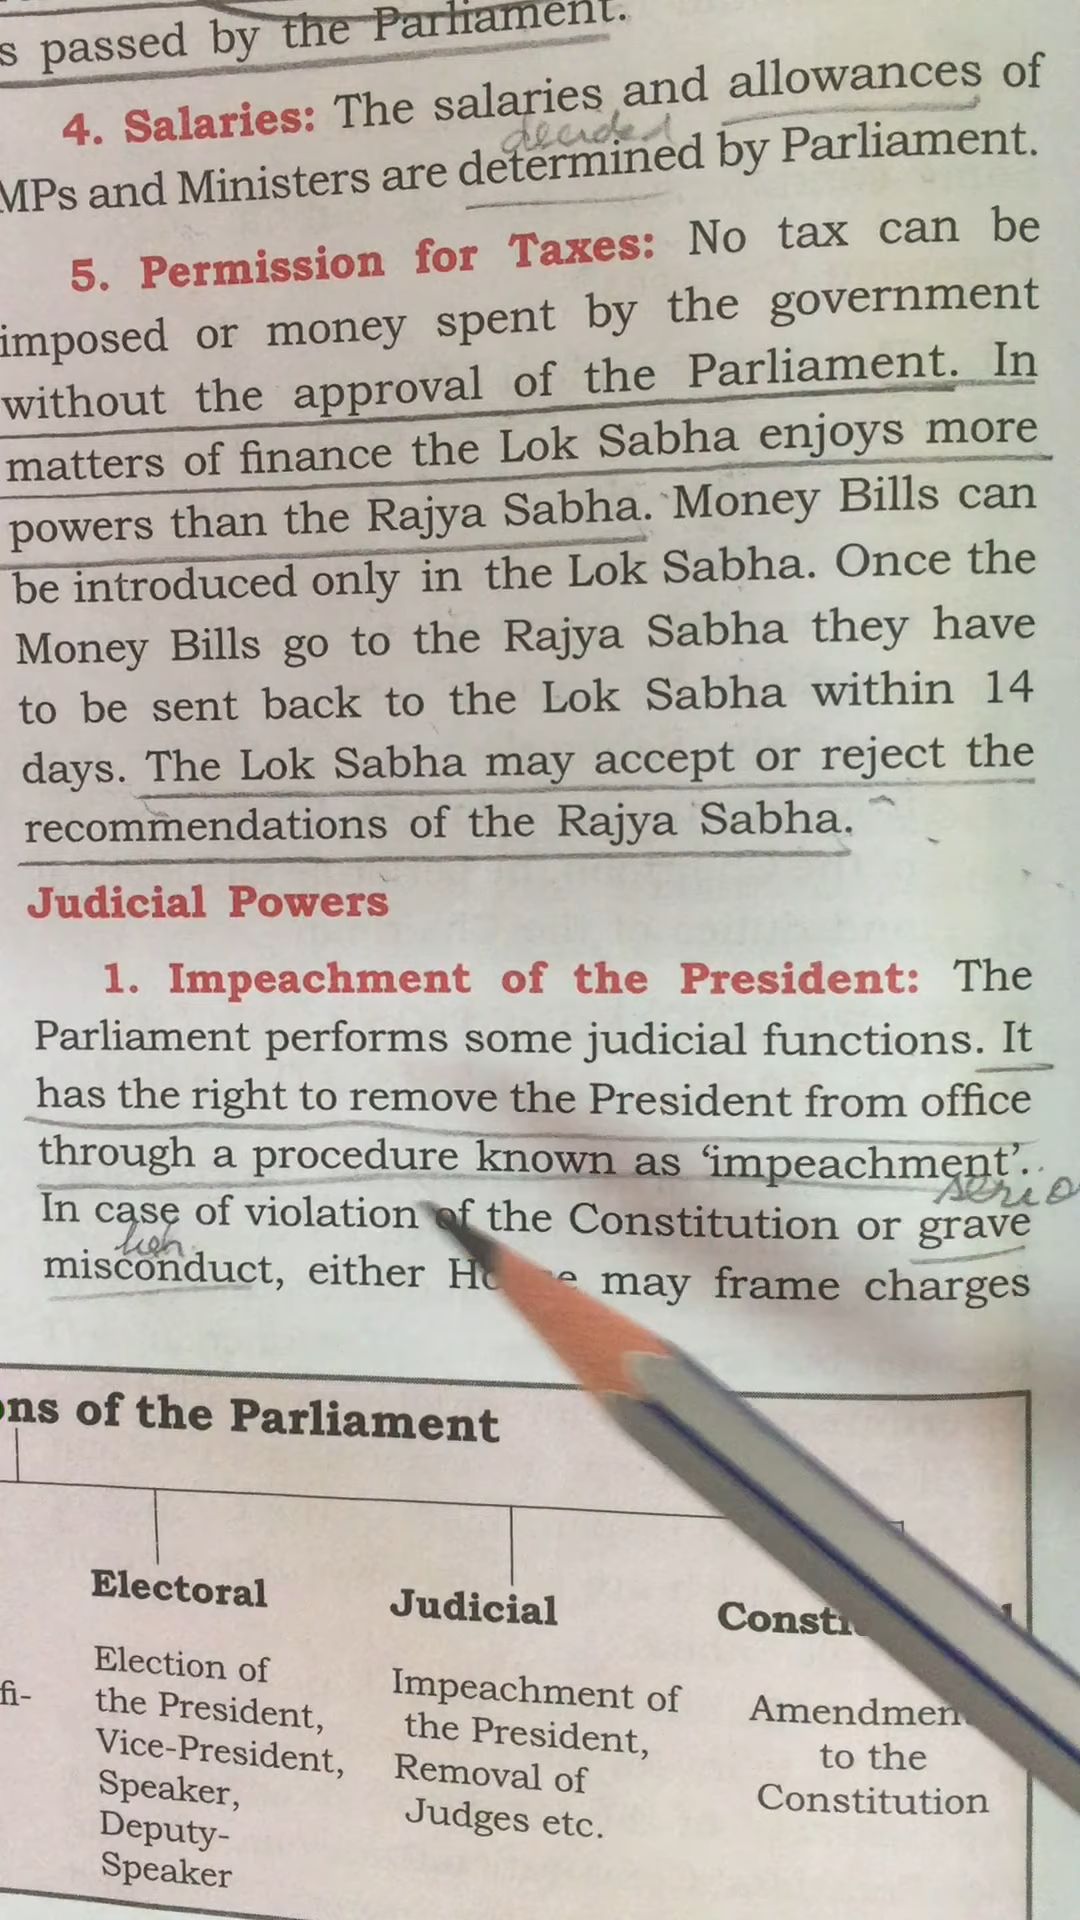 s passed by the Parliament.
4. Salaries: The salaries and allowances of
decided
MPs and Ministers are determined by Parliament.
5. Permission for Taxes: No tax can be
imposed or money spent by the government
without the approval of the Parliament. In
matters of finance the Lok Sabha enjoys more
powers than the Rajya Sabha. Money Bills can
be introduced only in the Lok Sabha. Once the
Money Bills go to the Rajya Sabha they have
to be sent back to the Lok Sabha within 14
days. The Lok Sabha may accept or reject the
recommendations of the Rajya Sabha.
Judicial Powers
1. Impeachment of the President: The
Parliament performs some judicial functions. It
has the right to remove the President from office
through a procedure known as ‘impeachment’.
serio
In case of violation of the Constitution or grave
misconduct, either may frame charges
ons of the Parliament
Electoral
Election of
the President,
Vice-President,
Speaker,
Deputy-
Speaker
Judicial
Impeachment of
the President,
Removal of
Judges etc.
Consti
Amendmen
to the
Constitution
fi-